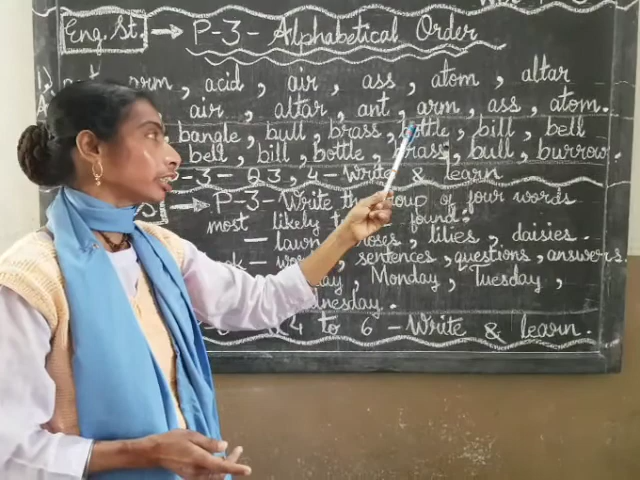 Eng. St. → P-3 - Alphabetical Order
1) arm, acid, air, ass, atom, altar
air, altar, ant, arm, ass, atom.
bangle, bull, brass, bottle, bill, bell
bell, bill, bottle, brass, bull, burrow.
-3 - Q3, 4 - Write & learn
→ P-3- Write the group of four words
most likely found:
- lawn, roses, lilies, daisies.
- sentences, questions, answers.
Monday, Tuesday,
4 to 6 - Write & learn.